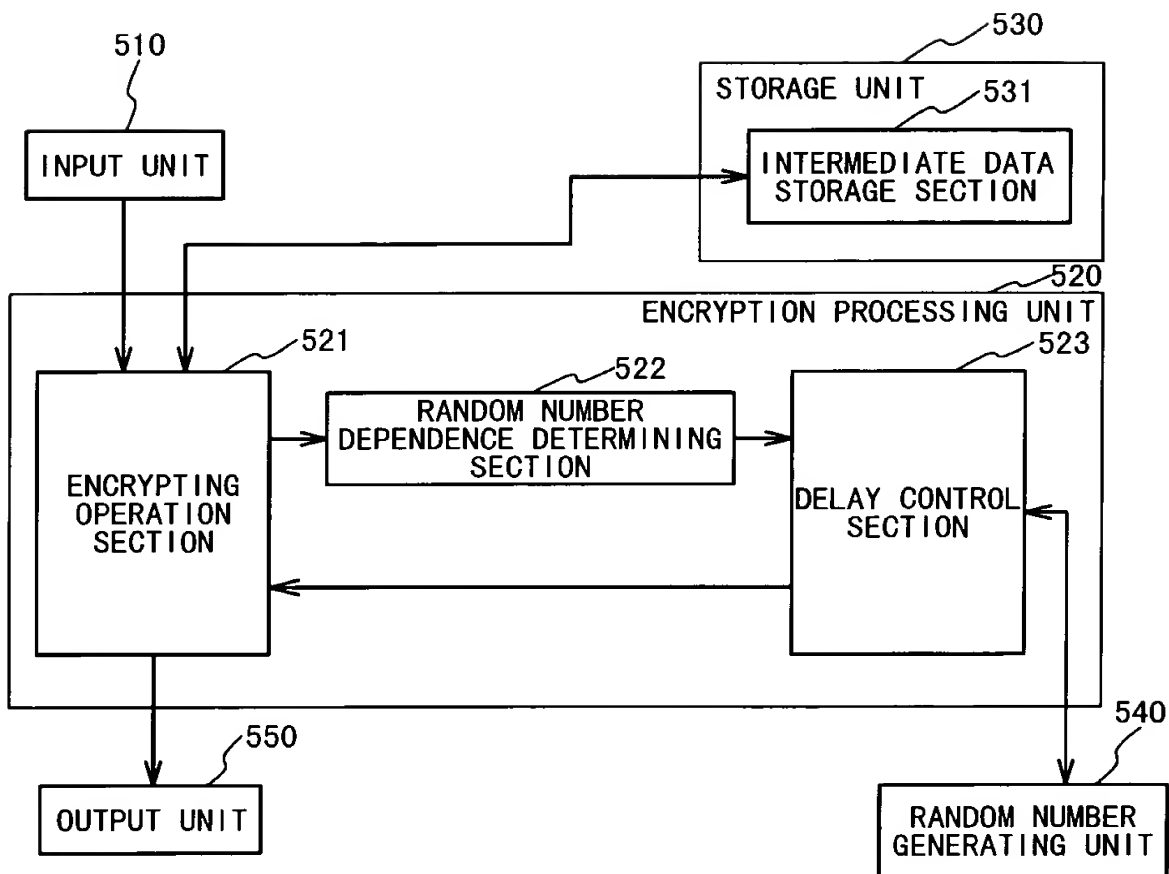 510
INPUT UNIT
530
STORAGE UNIT
531
INTERMEDIATE DATA
STORAGE SECTION
520
ENCRYPTION PROCESSING UNIT
521
ENCRYPTING
OPERATION
SECTION
522
RANDOM NUMBER
DEPENDENCE DETERMINING
SECTION
523
DELAY CONTROL
SECTION
550
OUTPUT UNIT
540
RANDOM NUMBER
GENERATING UNIT